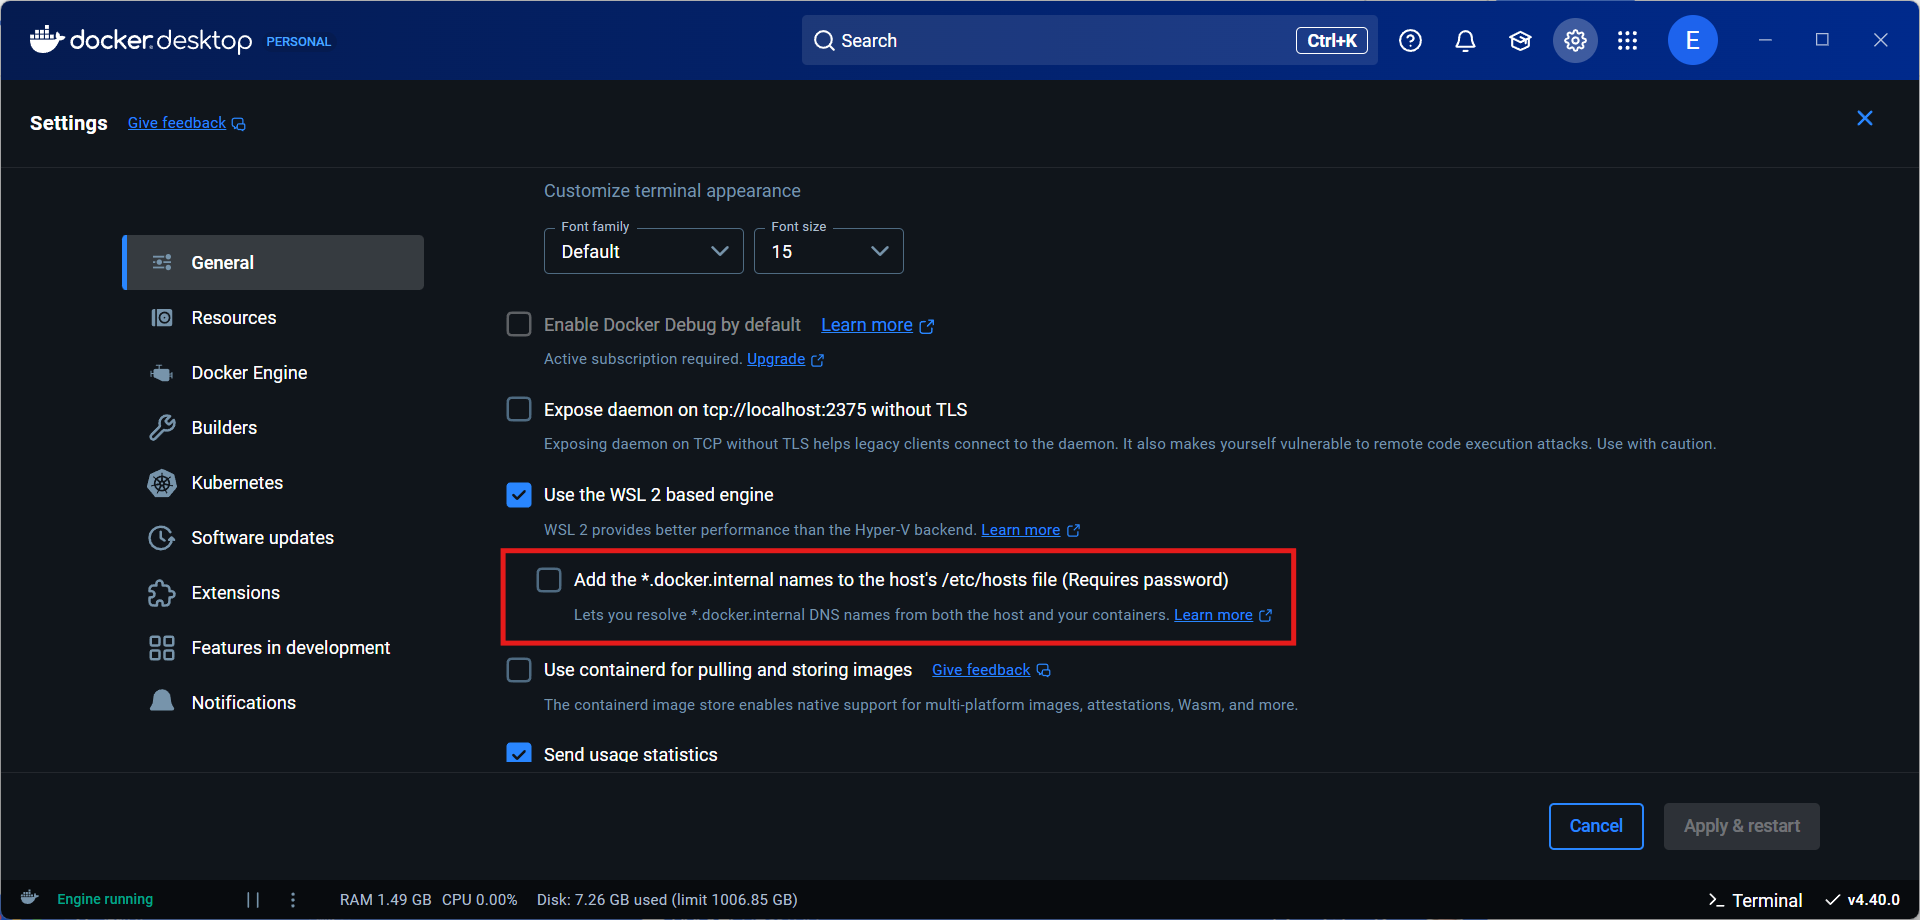 docker.desktop PERSONAL
Search
Ctrl+K
E
Settings
Give feedback
General
Resources
Docker Engine
Builders
Kubernetes
Software updates
Extensions
Features in development
Notifications
Customize terminal appearance
Font family
Default
Font size
15
Enable Docker Debug by default Learn more
Active subscription required. Upgrade
Expose daemon on tcp://localhost:2375 without TLS
Exposing daemon on TCP without TLS helps legacy clients connect to the daemon. It also makes yourself vulnerable to remote code execution attacks. Use with caution.
Use the WSL 2 based engine
WSL 2 provides better performance than the Hyper-V backend. Learn more
Add the *.docker.internal names to the host's /etc/hosts file (Requires password)
Lets you resolve *.docker.internal DNS names from both the host and your containers. Learn more
Use containerd for pulling and storing images Give feedback
The containerd image store enables native support for multi-platform images, attestations, Wasm, and more.
Send usage statistics
Cancel
Apply & restart
Engine running
RAM 1.49 GB CPU 0.00% Disk: 7.26 GB used (limit 1006.85 GB)
Terminal
v4.40.0